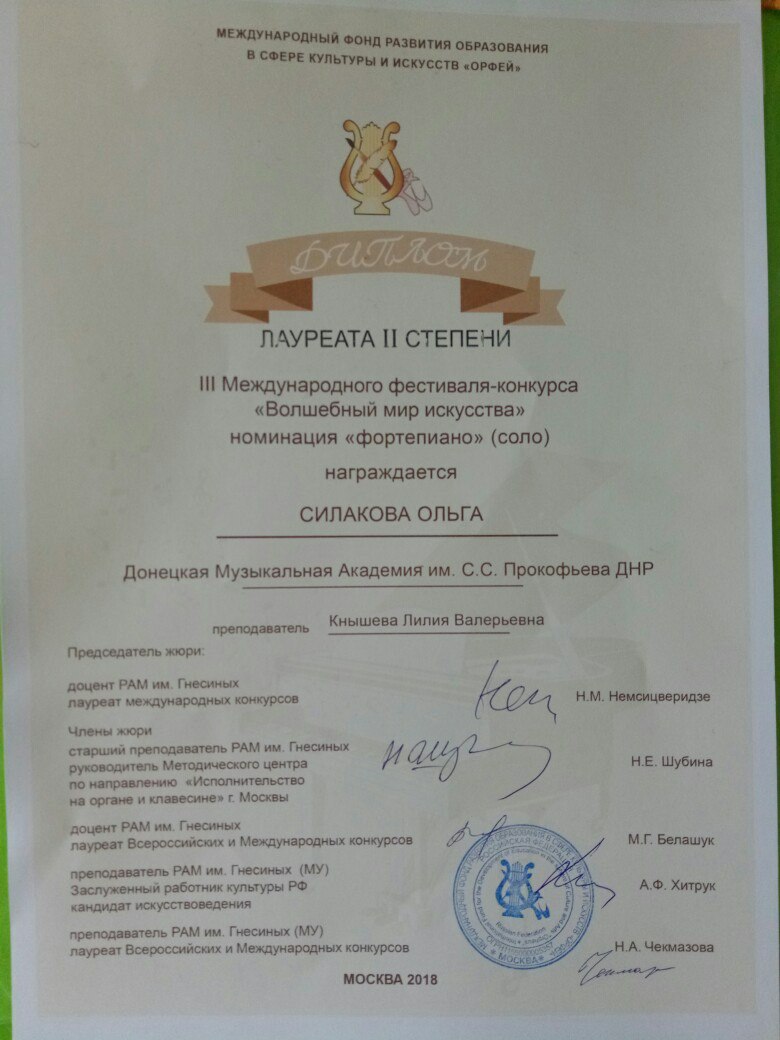 МЕЖДУНАРОДНЫЙ ФОНД РАЗВИТИЯ ОБРАЗОВАНИЯ
В СФЕРЕ КУЛЬТУРЫ И ИСКУССТВ «ОРФЕЙ»
ДИПЛОМ
ЛАУРЕАТА II СТЕПЕНИ
III Международного фестиваля-конкурса
«Волшебный мир искусства»
номинация «фортепиано» (соло)
награждается
СИЛАКОВА ОЛЬГА
Донецкая Музыкальная Академия им. С.С. Прокофьева ДНР
преподаватель Кнышева Лилия Валерьевна
Председатель жюри:
доцент РАМ им. Гнесиных
лауреат международных конкурсов
Н.М. Немсицверидзе
Члены жюри
старший преподаватель РАМ им. Гнесиных
руководитель Методического центра
по направлению «Исполнительство
на органе и клавесине» г. Москвы
Н.Е. Шубина
доцент РАМ им. Гнесиных
лауреат Всероссийских и Международных конкурсов
М.Г. Белашук
преподаватель РАМ им. Гнесиных (МУ)
Заслуженный работник культуры РФ
кандидат искусствоведения
А.Ф. Хитрук
преподаватель РАМ им. Гнесиных (МУ)
лауреат Всероссийских и Международных конкурсов
Н.А. Чекмазова
РОССИЙСКАЯ ФЕДЕРАЦИЯ
Russian Federation
МОСКВА
МОСКВА 2018